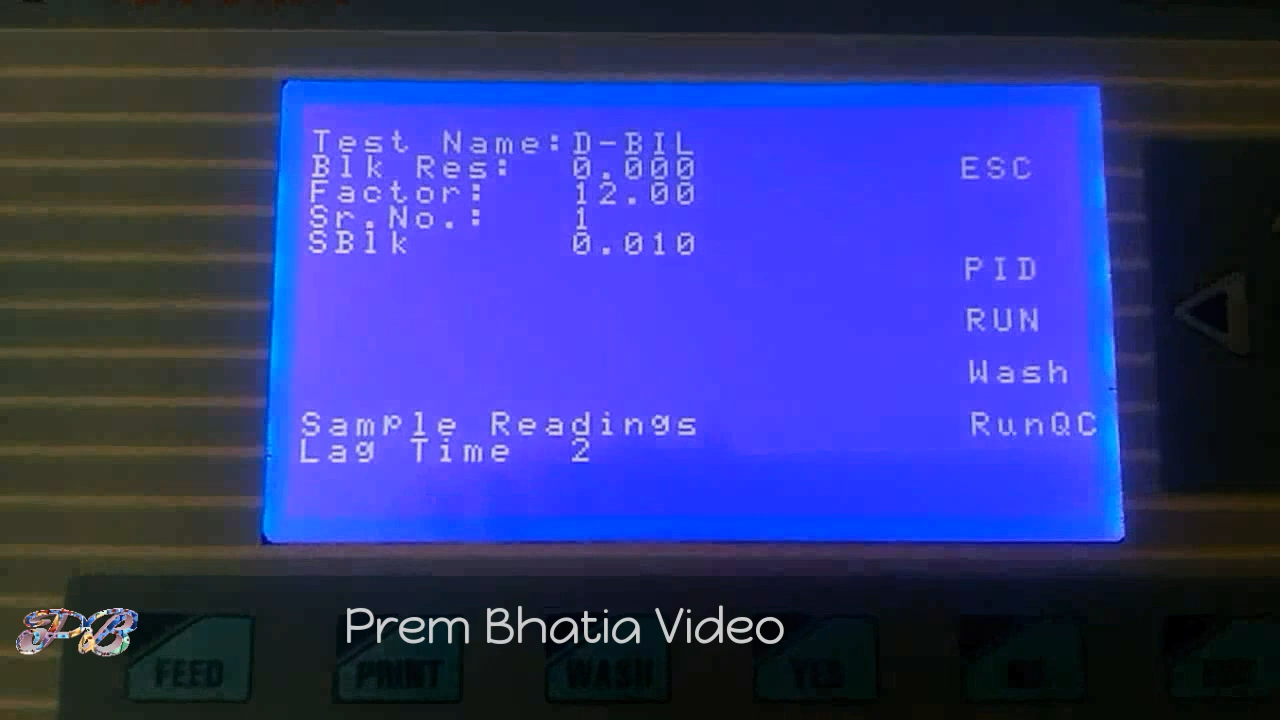 Test Name: D-BIL
Blk Res: 0.000
Factor: 12.00
Sr.No.: 1
SBlk 0.010
ESC
PID
RUN
Wash
RunQC
Sample Readings
Lag Time 2
Prem Bhatia Video
PB
FEED
PRINT
WASH
YES
NO